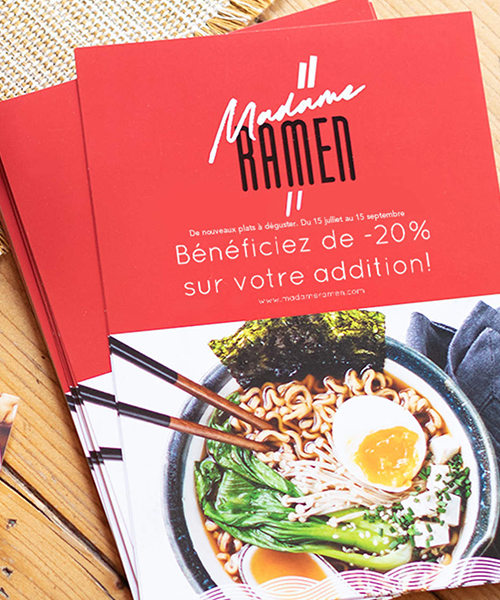 Madame
RAMEN
De nouveaux plats à déguster. Du 15 juillet au 15 septembre
Bénéficiez de -20%
sur votre addition!
www.madameramen.com